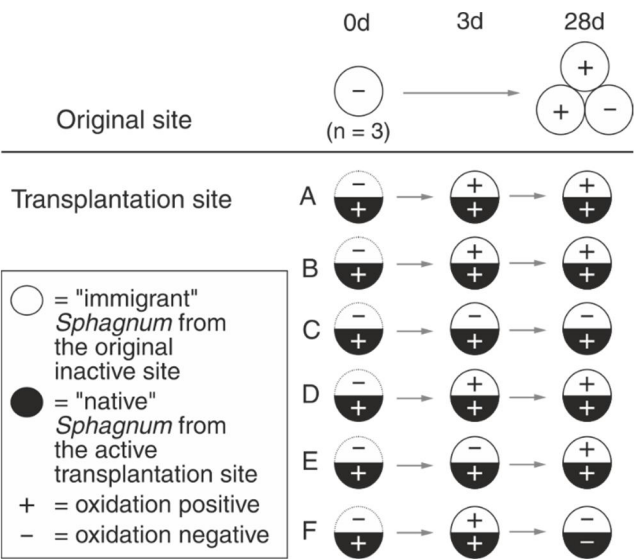 0d 3d 28d
− + + −
Original site
(n = 3)
Transplantation site
A − + + + + +
B − + + + + +
C − + − + − +
D − + + + + +
E − + − + + +
F − + + + − −
= "immigrant"
Sphagnum from
the original
inactive site
= "native"
Sphagnum from
the active
transplantation site
+ = oxidation positive
− = oxidation negative